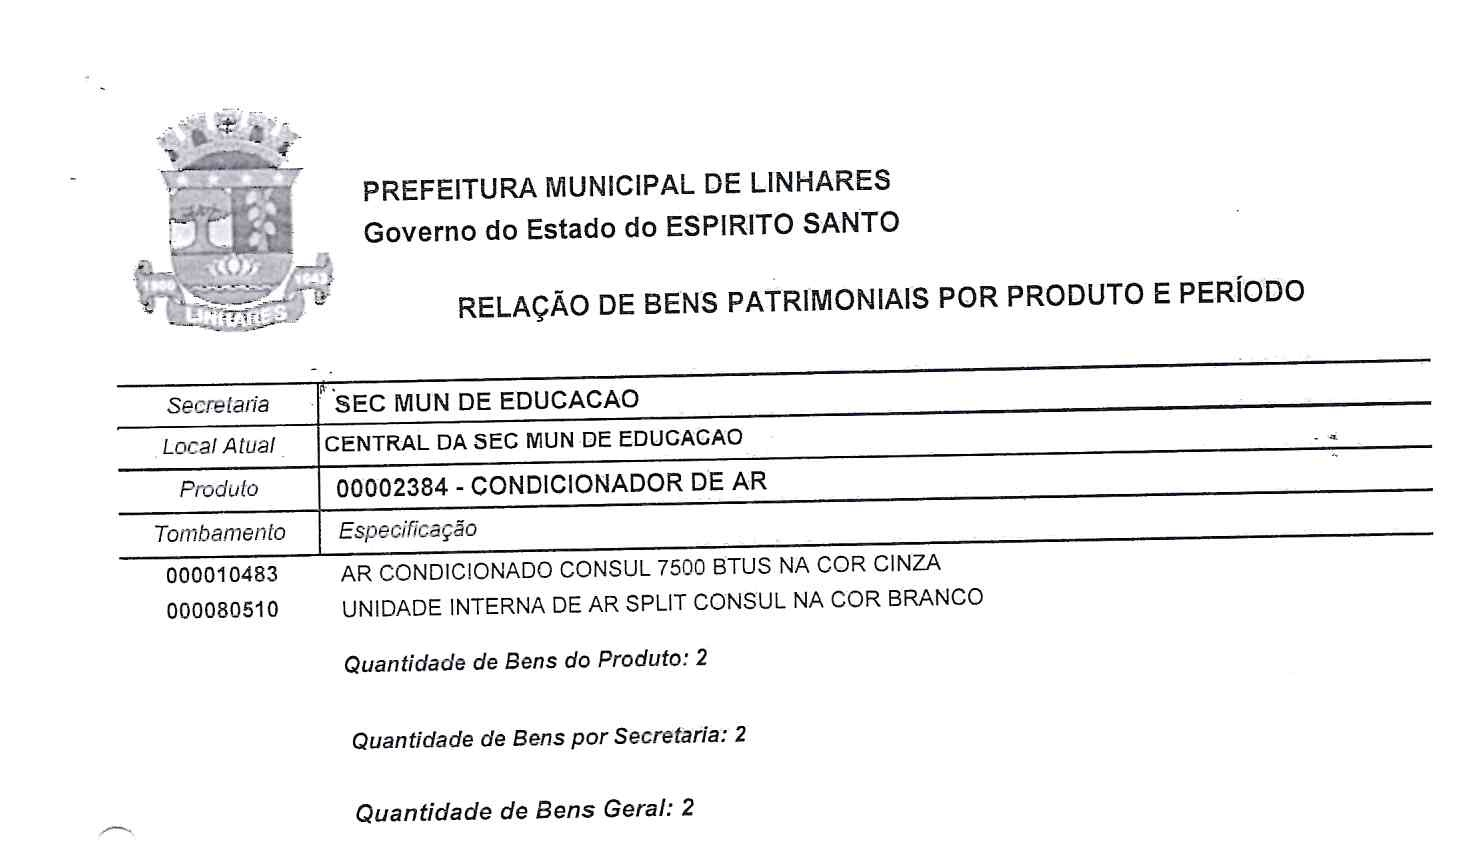 PREFEITURA MUNICIPAL DE LINHARES
Governo do Estado do ESPIRITO SANTO
LINHARES
RELAÇÃO DE BENS PATRIMONIAIS POR PRODUTO E PERÍODO
Secretaria SEC MUN DE EDUCACAO
Local Atual CENTRAL DA SEC MUN DE EDUCACAO
Produto 00002384 - CONDICIONADOR DE AR
Tombamento Especificação
000010483 AR CONDICIONADO CONSUL 7500 BTUS NA COR CINZA
000080510 UNIDADE INTERNA DE AR SPLIT CONSUL NA COR BRANCO
Quantidade de Bens do Produto: 2
Quantidade de Bens por Secretaria: 2
Quantidade de Bens Geral: 2